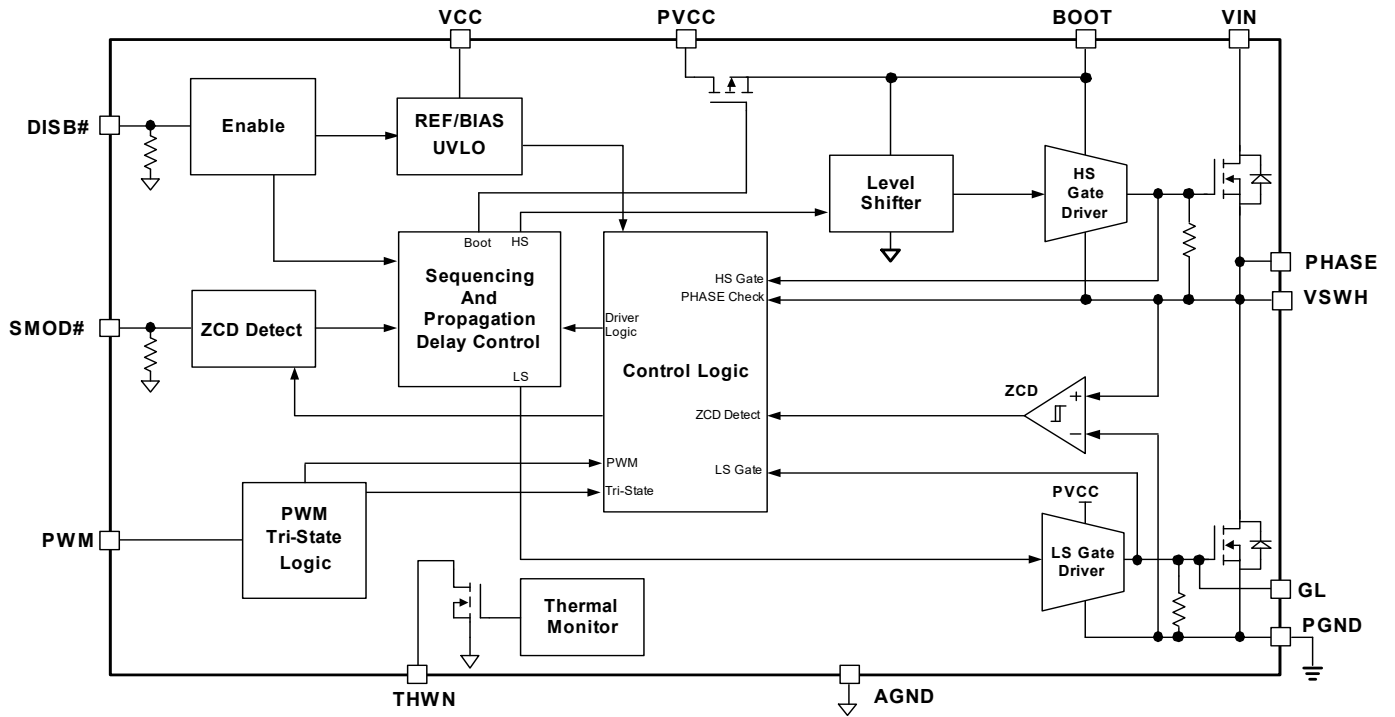 VCC
PVCC
BOOT
VIN
DISB#
Enable
REF/BIAS
UVLO
Level
Shifter
HS
Gate
Driver
Boot
HS
Sequencing
And
Propagation
Delay Control
LS
HS Gate
PHASE Check
Driver
Logic
Control Logic
ZCD Detect
LS Gate
PWM
Tri-State
PHASE
VSWH
SMOD#
ZCD Detect
ZCD
+
–
PVCC
LS Gate
Driver
PWM
PWM
Tri-State
Logic
Thermal
Monitor
GL
PGND
THWN
AGND